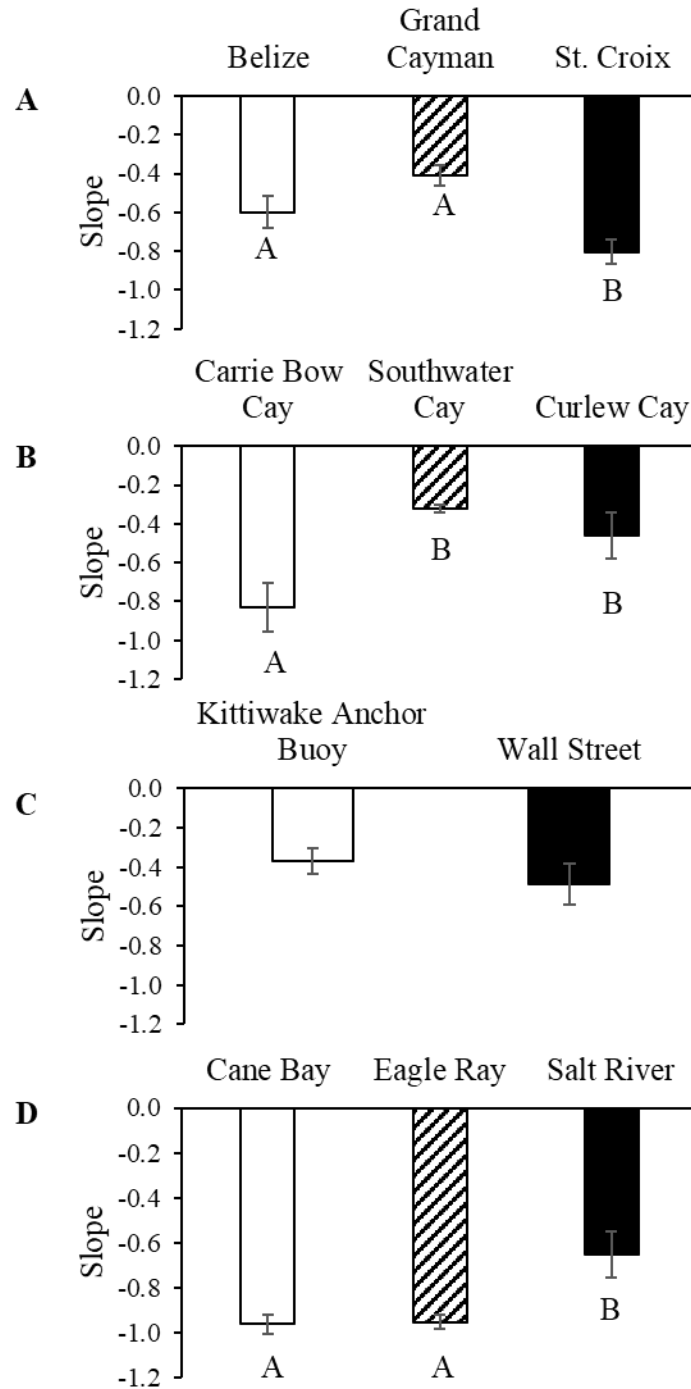 Belize
Grand
Cayman
St. Croix
A
0.0
-0.2
-0.4
-0.6
-0.8
-1.0
-1.2
Slope
A
A
B
Carrie Bow
Cay
Southwater
Cay
Curlew Cay
B
0.0
-0.2
-0.4
-0.6
-0.8
-1.0
-1.2
Slope
A
B
B
Kittiwake Anchor
Buoy
Wall Street
C
0.0
-0.2
-0.4
-0.6
-0.8
-1.0
-1.2
Slope
Cane Bay
Eagle Ray
Salt River
D
0.0
-0.2
-0.4
-0.6
-0.8
-1.0
-1.2
Slope
A
A
B